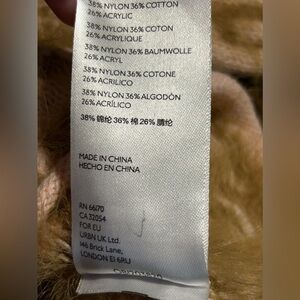 38% NYLON 36% COTTON
26% ACRYLIC
38% NYLON 36% COTON
26% ACRYLIQUE
38% NYLON 36% BAUMWOLLE
26% ACRYL
38% NYLON 36% COTONE
26% ACRILICO
38% NYLON 36% ALGODÓN
26% ACRÍLICO
38% 锦纶 36% 棉 26% 腈纶
MADE IN CHINA
HECHO EN CHINA
RN 66170
CA 32054
FOR EU
URBN UK Ltd.
146 Brick Lane,
LONDON E1 6RU